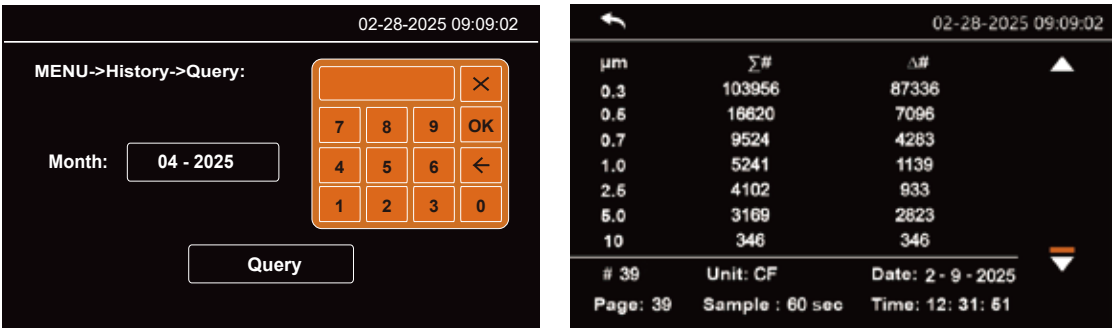 02-28-2025 09:09:02
MENU->History->Query:
7 8 9 OK
Month: 04 - 2025
4 5 6
1 2 3 0
Query
02-28-2025 09:09:02
µm ∑# ∆#
0.3 103956 87336
0.5 16620 7096
0.7 9524 4283
1.0 5241 1139
2.5 4102 933
5.0 3169 2823
10 346 346
# 39 Unit: CF Date: 2 - 9 - 2025
Page: 39 Sample : 60 sec Time: 12: 31: 51